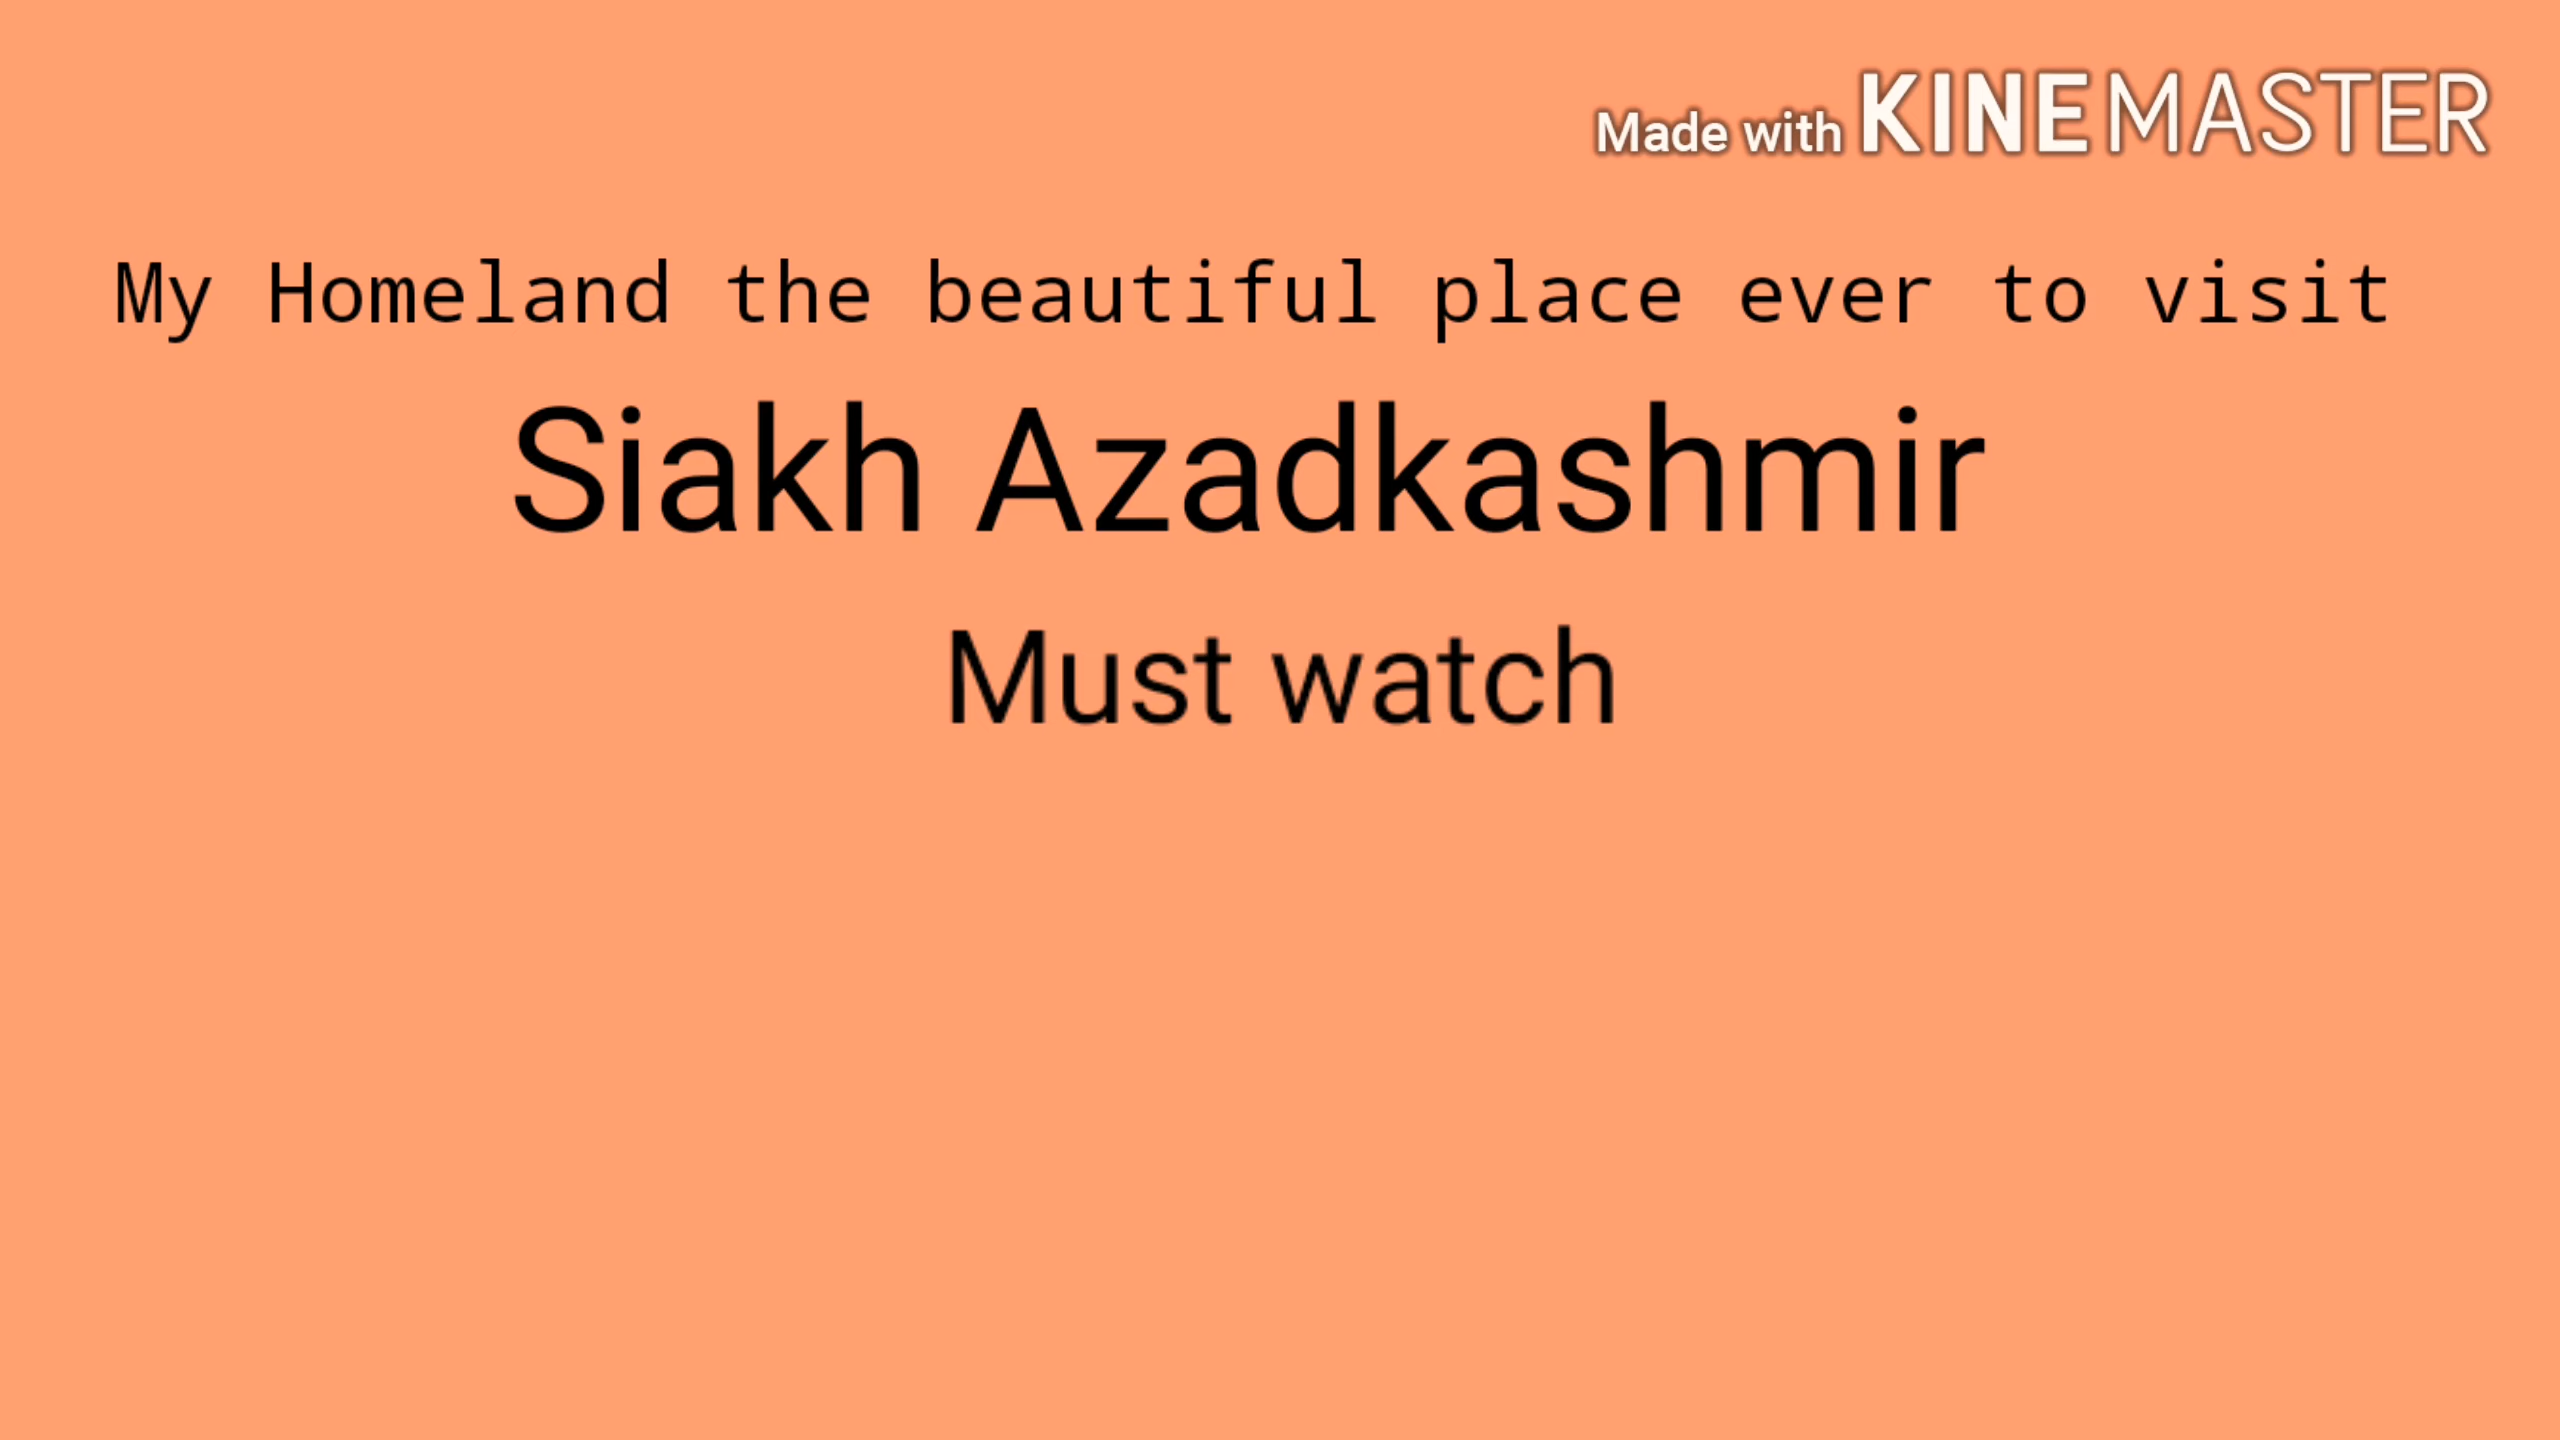 Made with KINEMASTER
My Homeland the beautiful place ever to visit
Siakh Azadkashmir
Must watch